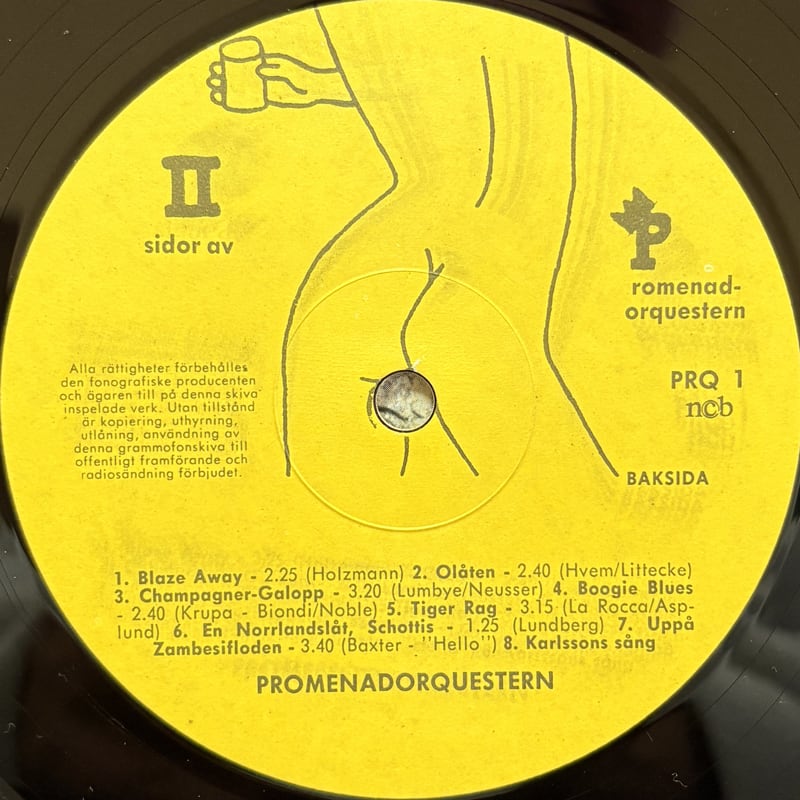 II
sidor av
P
romenad-
orquestern
Alla rättigheter förbehålles
den fonografiske producenten
och ägaren till på denna skiva
inspelade verk. Utan tillstånd
är kopiering, uthyrning,
utlåning, användning av
denna grammofonskiva till
offentligt framförande och
radiosändning förbjudet.
PRQ 1
ncb
BAKSIDA
1. Blaze Away - 2.25 (Holzmann) 2. Olåten - 2.40 (Hvem/Littecke)
3. Champagner-Galopp - 3.20 (Lumbye/Neusser) 4. Boogie Blues
- 2.40 (Krupa - Biondi/Noble) 5. Tiger Rag - 3.15 (La Rocca/Asp-
lund) 6. En Norrlandslåt, Schottis - 1.25 (Lundberg) 7. Uppå
Zambesifloden - 3.40 (Baxter - "Hello") 8. Karlssons sång
PROMENADORQUESTERN